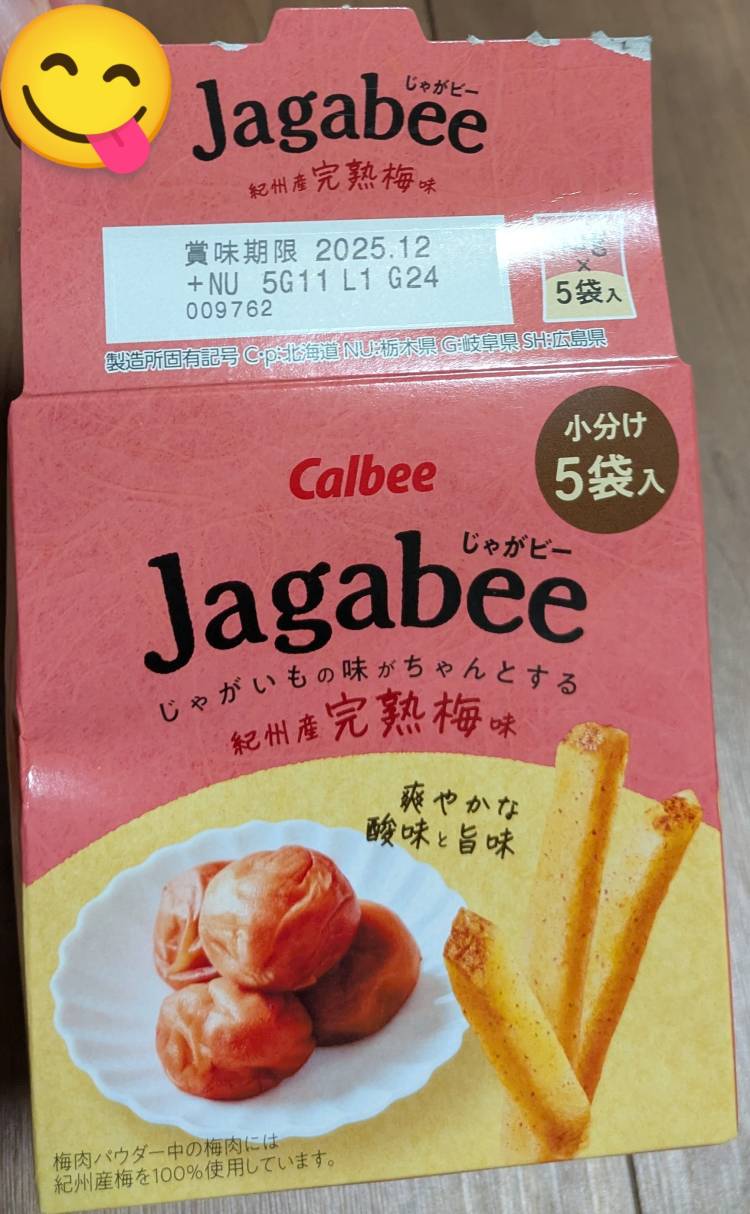 じゃがビー
Jagabee
紀州産完熟梅味
賞味期限 2025.12
+NU 5G11 L1 G24
009762
×
5袋入
製造所固有記号 C・p:北海道 NU:栃木県 G:岐阜県 SH:広島県
小分け
5袋入
Calbee
じゃがビー
Jagabee
じゃがいもの味がちゃんとする
紀州産完熟梅味
爽やかな
酸味と旨味
梅肉パウダー中の梅肉には
紀州産梅を100%使用しています。